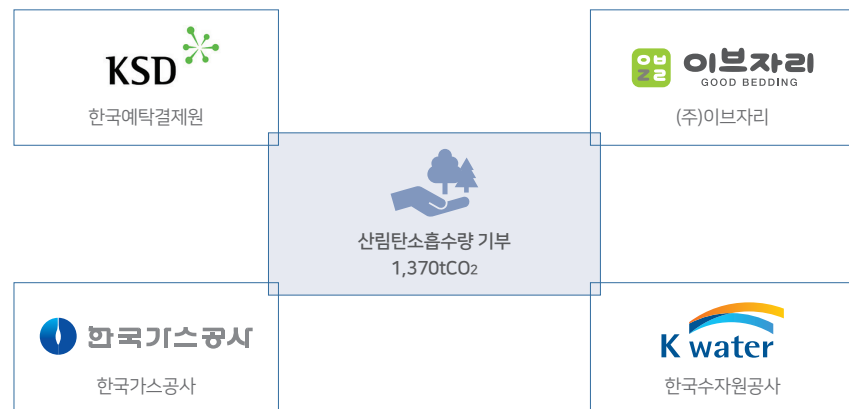 KSD
한국예탁결제원
이브자리
GOOD BEDDING
(주)이브자리
산림탄소흡수량 기부
1,370tCO2
한국가스공사
한국가스공사
K water
한국수자원공사